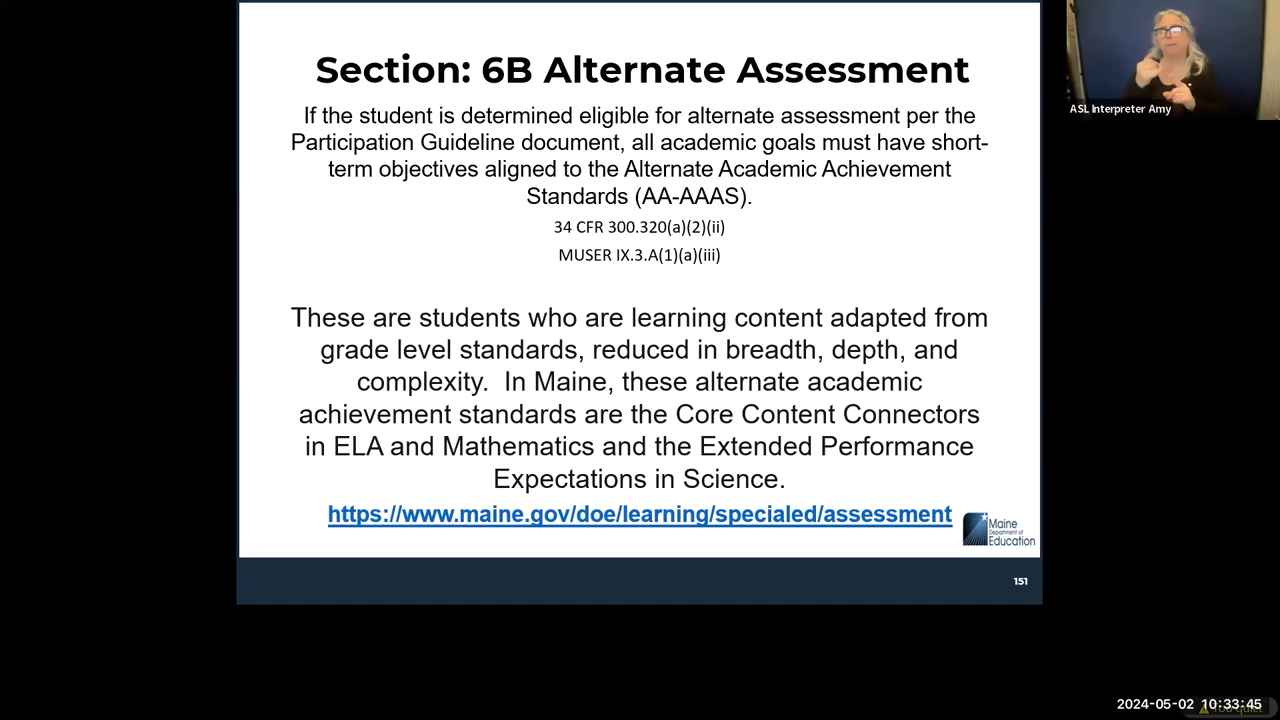 Section: 6B Alternate Assessment
If the student is determined eligible for alternate assessment per the
Participation Guideline document, all academic goals must have short-
term objectives aligned to the Alternate Academic Achievement
Standards (AA-AAAS).
34 CFR 300.320(a)(2)(ii)
MUSER IX.3.A(1)(a)(iii)
These are students who are learning content adapted from
grade level standards, reduced in breadth, depth, and
complexity.  In Maine, these alternate academic
achievement standards are the Core Content Connectors
in ELA and Mathematics and the Extended Performance
Expectations in Science.
https://www.maine.gov/doe/learning/specialed/assessment
Maine
Department of
Education
151
ASL Interpreter Amy
2024-05-02 10:33:45